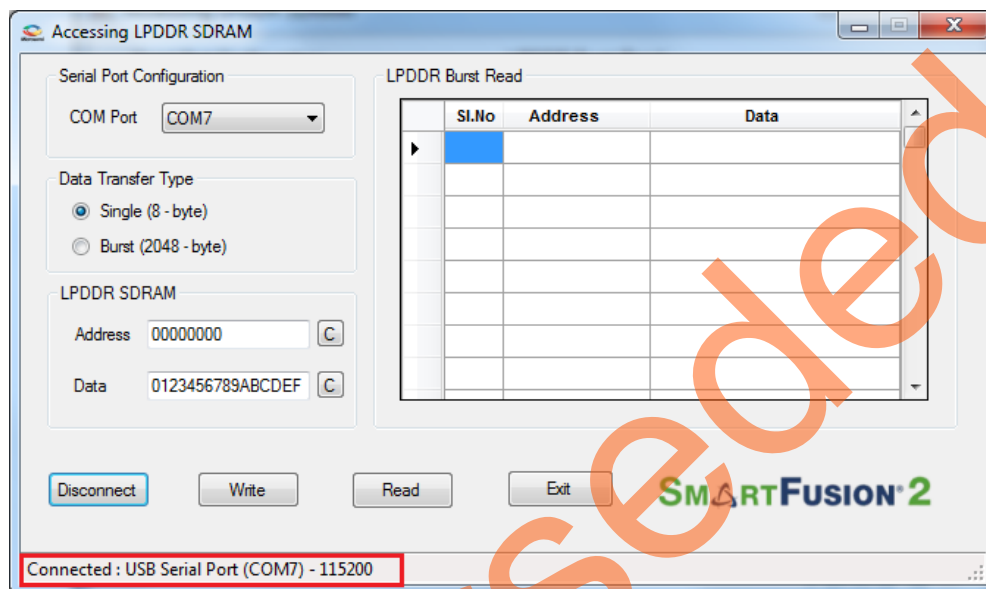 Accessing LPDDR SDRAM
Serial Port Configuration
COM Port COM7
Data Transfer Type
Single (8 - byte)
Burst (2048 - byte)
LPDDR SDRAM
Address 00000000 C
Data 0123456789ABCDEF C
LPDDR Burst Read
Sl.No Address Data
Disconnect Write Read Exit
SMARTFUSION® 2
Connected : USB Serial Port (COM7) - 115200
seded